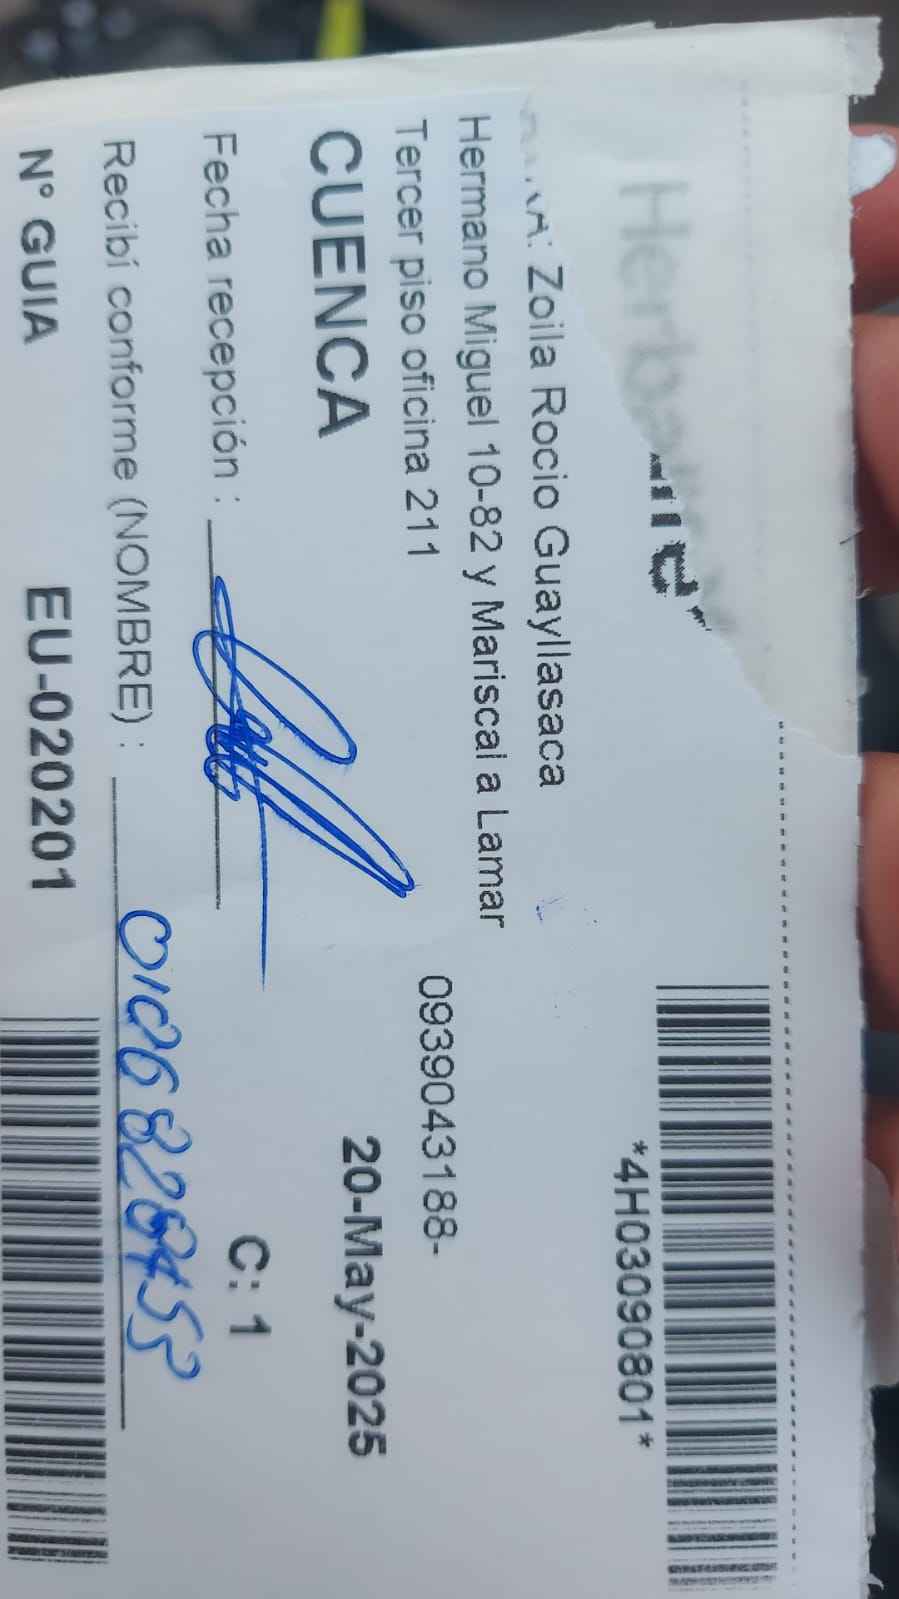 *4H03090801*
Zoila Rocio Guayllasaca
Hermano Miguel 10-82 y Mariscal a Lamar
Tercer piso oficina 211
0939043188-
CUENCA
20-May-2025
Fecha recepción :
C: 1
Recibí conforme (NOMBRE) :
N° GUIA
EU-020201